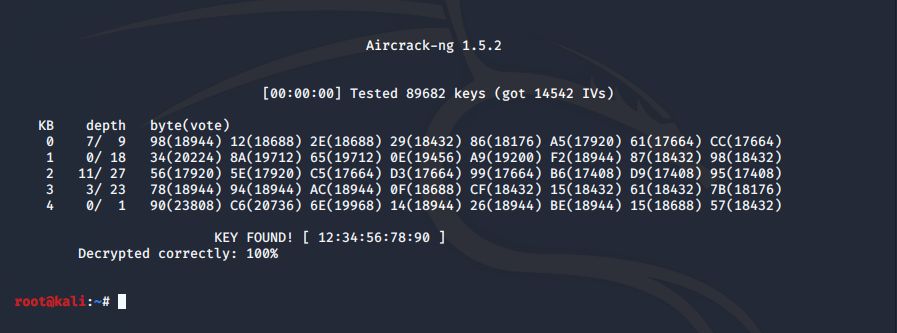 Aircrack-ng 1.5.2
[00:00:00] Tested 89682 keys (got 14542 IVs)
KB depth byte(vote)
0 7/ 9 98(18944) 12(18688) 2E(18688) 29(18432) 86(18176) A5(17920) 61(17664) CC(17664)
1 0/ 18 34(20224) 8A(19712) 65(19712) 0E(19456) A9(19200) F2(18944) 87(18432) 98(18432)
2 11/ 27 56(17920) 5E(17920) C5(17664) D3(17664) 99(17664) B6(17408) D9(17408) 95(17408)
3 3/ 23 78(18944) 94(18944) AC(18944) 0F(18688) CF(18432) 15(18432) 61(18432) 7B(18176)
4 0/ 1 90(23808) C6(20736) 6E(19968) 14(18944) 26(18944) BE(18944) 15(18688) 57(18432)
KEY FOUND! [ 12:34:56:78:90 ]
Decrypted correctly: 100%
root@kali:~#